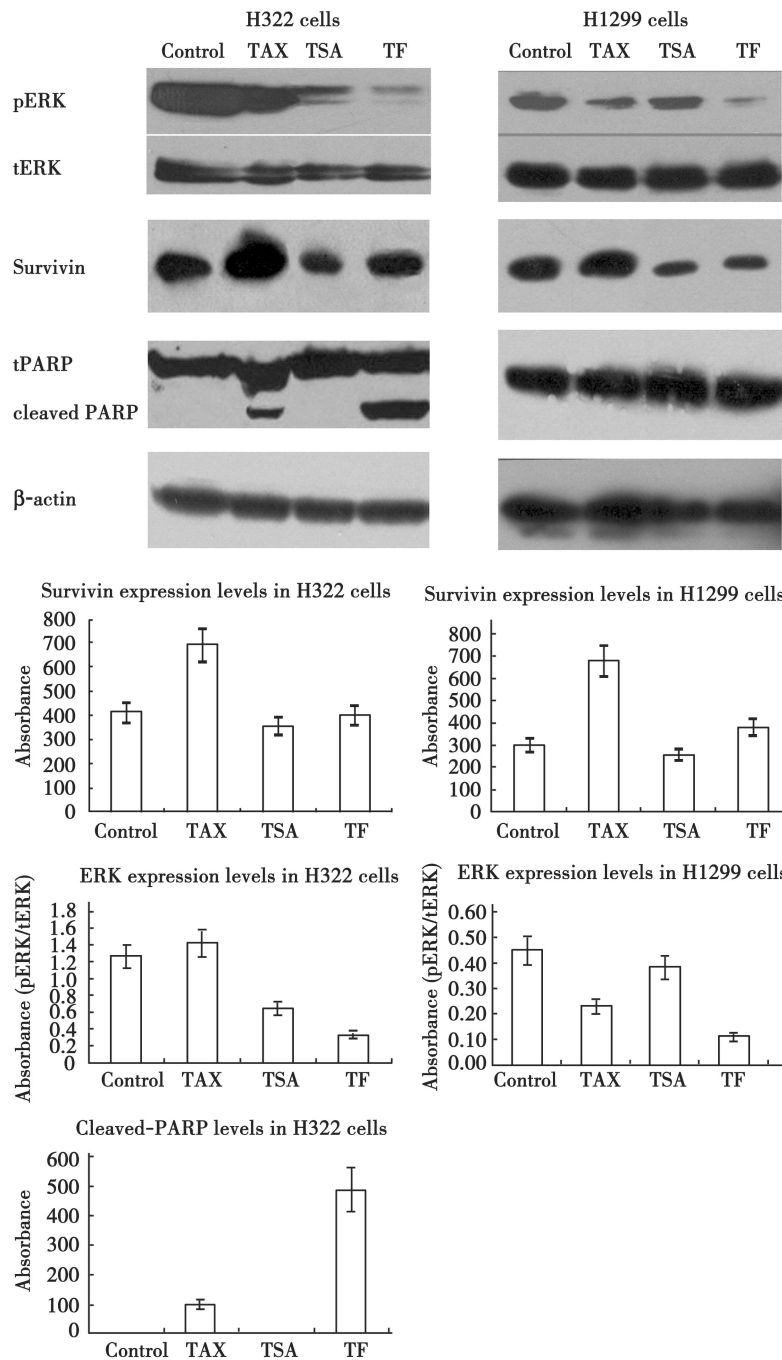 H322 cells
H1299 cells
Control TAX TSA TF
Control TAX TSA TF
pERK
tERK
Survivin
tPARP
cleaved PARP
β-actin
Survivin expression levels in H322 cells
Absorbance
800
700
600
500
400
300
200
100
0
Control TAX TSA TF
Survivin expression levels in H1299 cells
Absorbance
800
700
600
500
400
300
200
100
0
Control TAX TSA TF
ERK expression levels in H322 cells
Absorbance (pERK/tERK)
1.8
1.6
1.4
1.2
1.0
0.8
0.6
0.4
0.2
0
Control TAX TSA TF
ERK expression levels in H1299 cells
Absorbance (pERK/tERK)
0.60
0.50
0.40
0.30
0.20
0.10
0.00
Control TAX TSA TF
Cleaved-PARP levels in H322 cells
Absorbance
600
500
400
300
200
100
0
Control TAX TSA TF